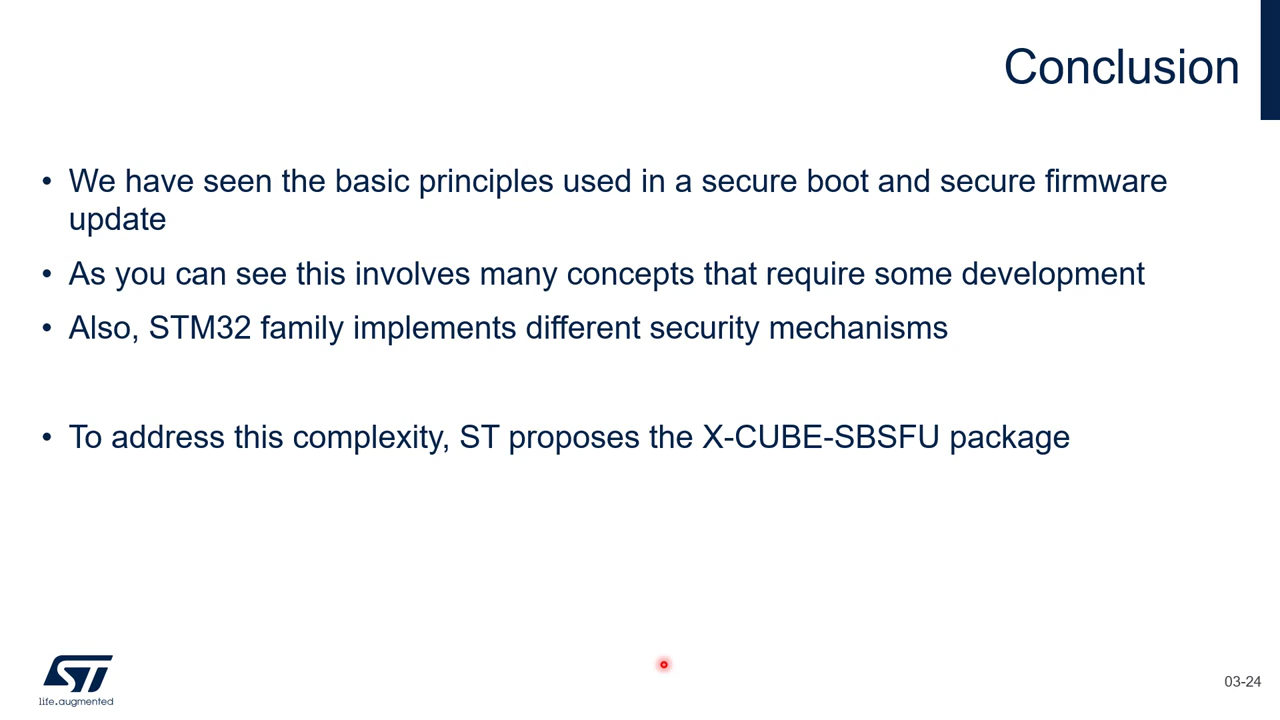 Conclusion
• We have seen the basic principles used in a secure boot and secure firmware
update
• As you can see this involves many concepts that require some development
• Also, STM32 family implements different security mechanisms
• To address this complexity, ST proposes the X-CUBE-SBSFU package
ST
life.augmented
03-24